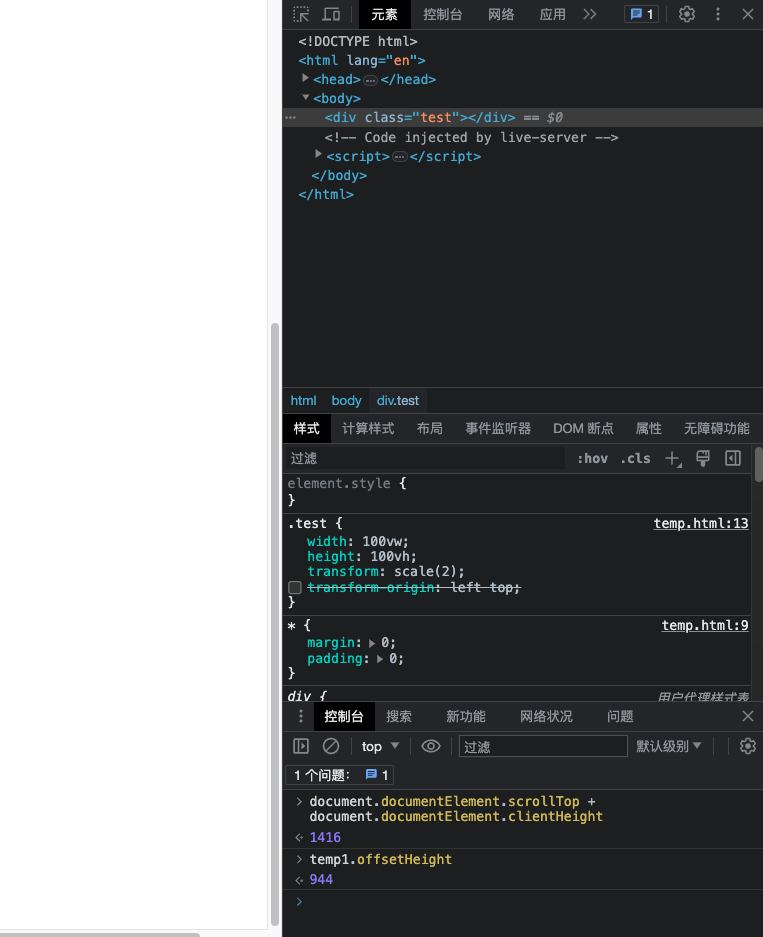 元素 控制台 网络 应用 1
<!DOCTYPE html>
<html lang="en">
<head>…</head>
<body>
<div class="test"></div> == $0
<!-- Code injected by live-server -->
<script>…</script>
</body>
</html>
html body div.test
样式 计算样式 布局 事件监听器 DOM 断点 属性 无障碍功能
过滤 :hov .cls
element.style {
}
.test { temp.html:13
width: 100vw;
height: 100vh;
transform: scale(2);
transform-origin: left top;
}
* { temp.html:9
margin: 0;
padding: 0;
}
div { 用户代理样式表
控制台 搜索 新功能 网络状况 问题
top 过滤 默认级别
1 个问题: 1
document.documentElement.scrollTop +
document.documentElement.clientHeight
1416
temp1.offsetHeight
944